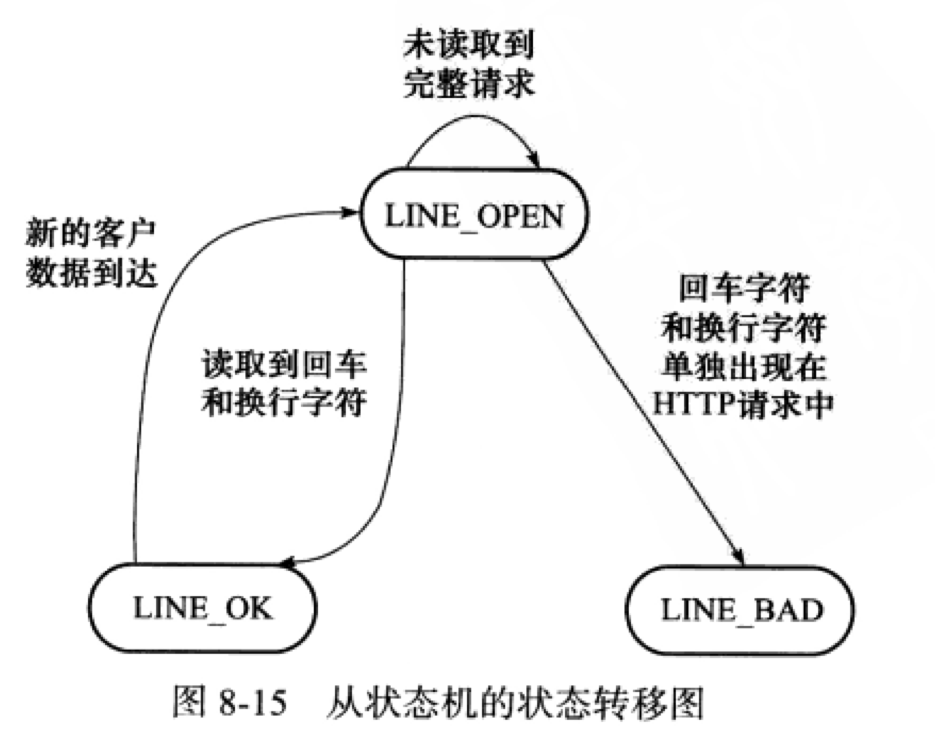 未读取到
完整请求
LINE_OPEN
新的客户
数据到达
回车字符
和换行字符
单独出现在
HTTP请求中
读取到回车
和换行字符
LINE_OK
LINE_BAD
图 8-15 从状态机的状态转移图